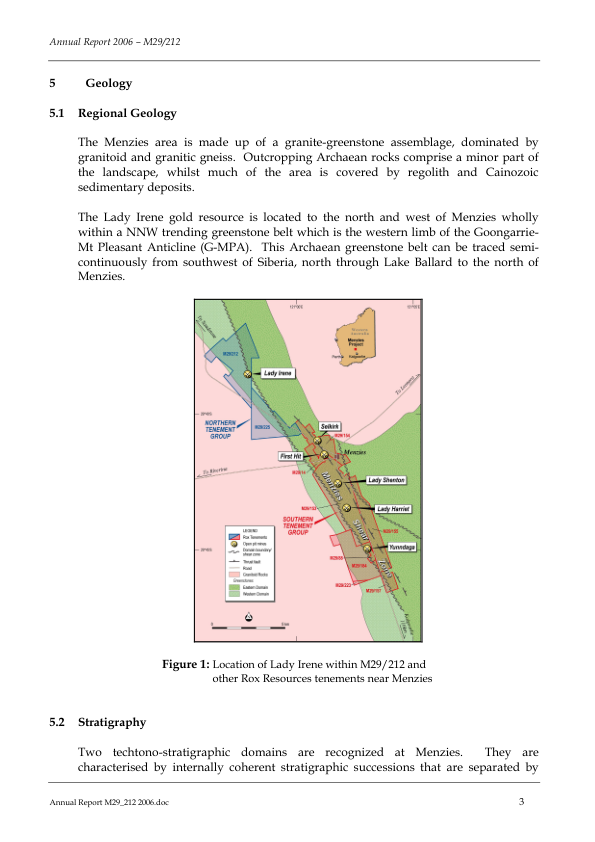 Annual Report 2006 – M29/212
5 Geology
5.1 Regional Geology
The Menzies area is made up of a granite-greenstone assemblage, dominated by
granitoid and granitic gneiss. Outcropping Archaean rocks comprise a minor part of
the landscape, whilst much of the area is covered by regolith and Cainozoic
sedimentary deposits.
The Lady Irene gold resource is located to the north and west of Menzies wholly
within a NNW trending greenstone belt which is the western limb of the Goongarrie-
Mt Pleasant Anticline (G-MPA). This Archaean greenstone belt can be traced semi-
continuously from southwest of Siberia, north through Lake Ballard to the north of
Menzies.
Menzies
Project
M29/212
Lady Irene
NORTHERN
TENEMENT
GROUP
Selkirk
M29/154
First Hit
Menzies
M29/14
Lady Shenton
Menzies
Lady Harriet
SOUTHERN
TENEMENT
GROUP
Shear
Yunndaga
Zone
LEGEND
Rox Tenements
Open pit mines
Domain boundary/
shear zone
Thrust fault
Road
Granitoid Rocks
Greenstones
Eastern Domain
Western Domain
Figure 1: Location of Lady Irene within M29/212 and
other Rox Resources tenements near Menzies
5.2 Stratigraphy
Two techtono-stratigraphic domains are recognized at Menzies. They are
characterised by internally coherent stratigraphic successions that are separated by
Annual Report M29_212 2006.doc 3